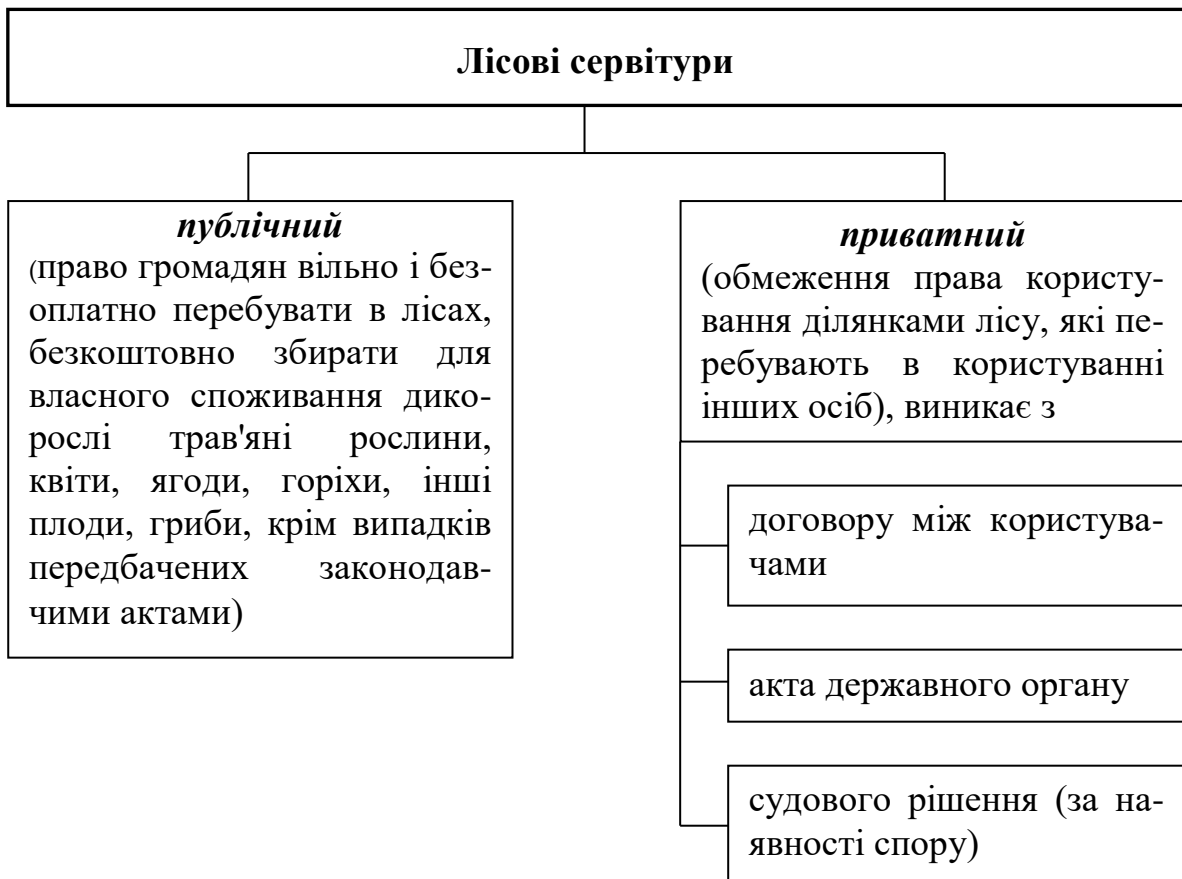 Лісові сервітури
публічний
(право громадян вільно і без-
оплатно перебувати в лісах,
безкоштовно збирати для
власного споживання дико-
рослі трав'яні рослини,
квіти, ягоди, горіхи, інші
плоди, гриби, крім випадків
передбачених законодав-
чими актами)
приватний
(обмеження права користу-
вання ділянками лісу, які пе-
ребувають в користуванні
інших осіб), виникає з
договору між користува-
чами
акта державного органу
судового рішення (за на-
явності спору)